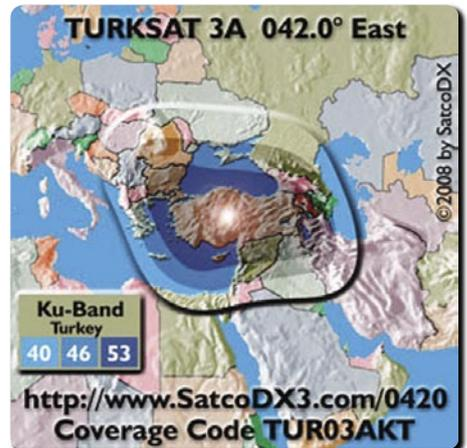 TURKSAT 3A 042.0° East
©2008 by SatcoDX
Ku-Band
Turkey
40 46 53
http://www.SatcoDX3.com/0420
Coverage Code TUR03AKT